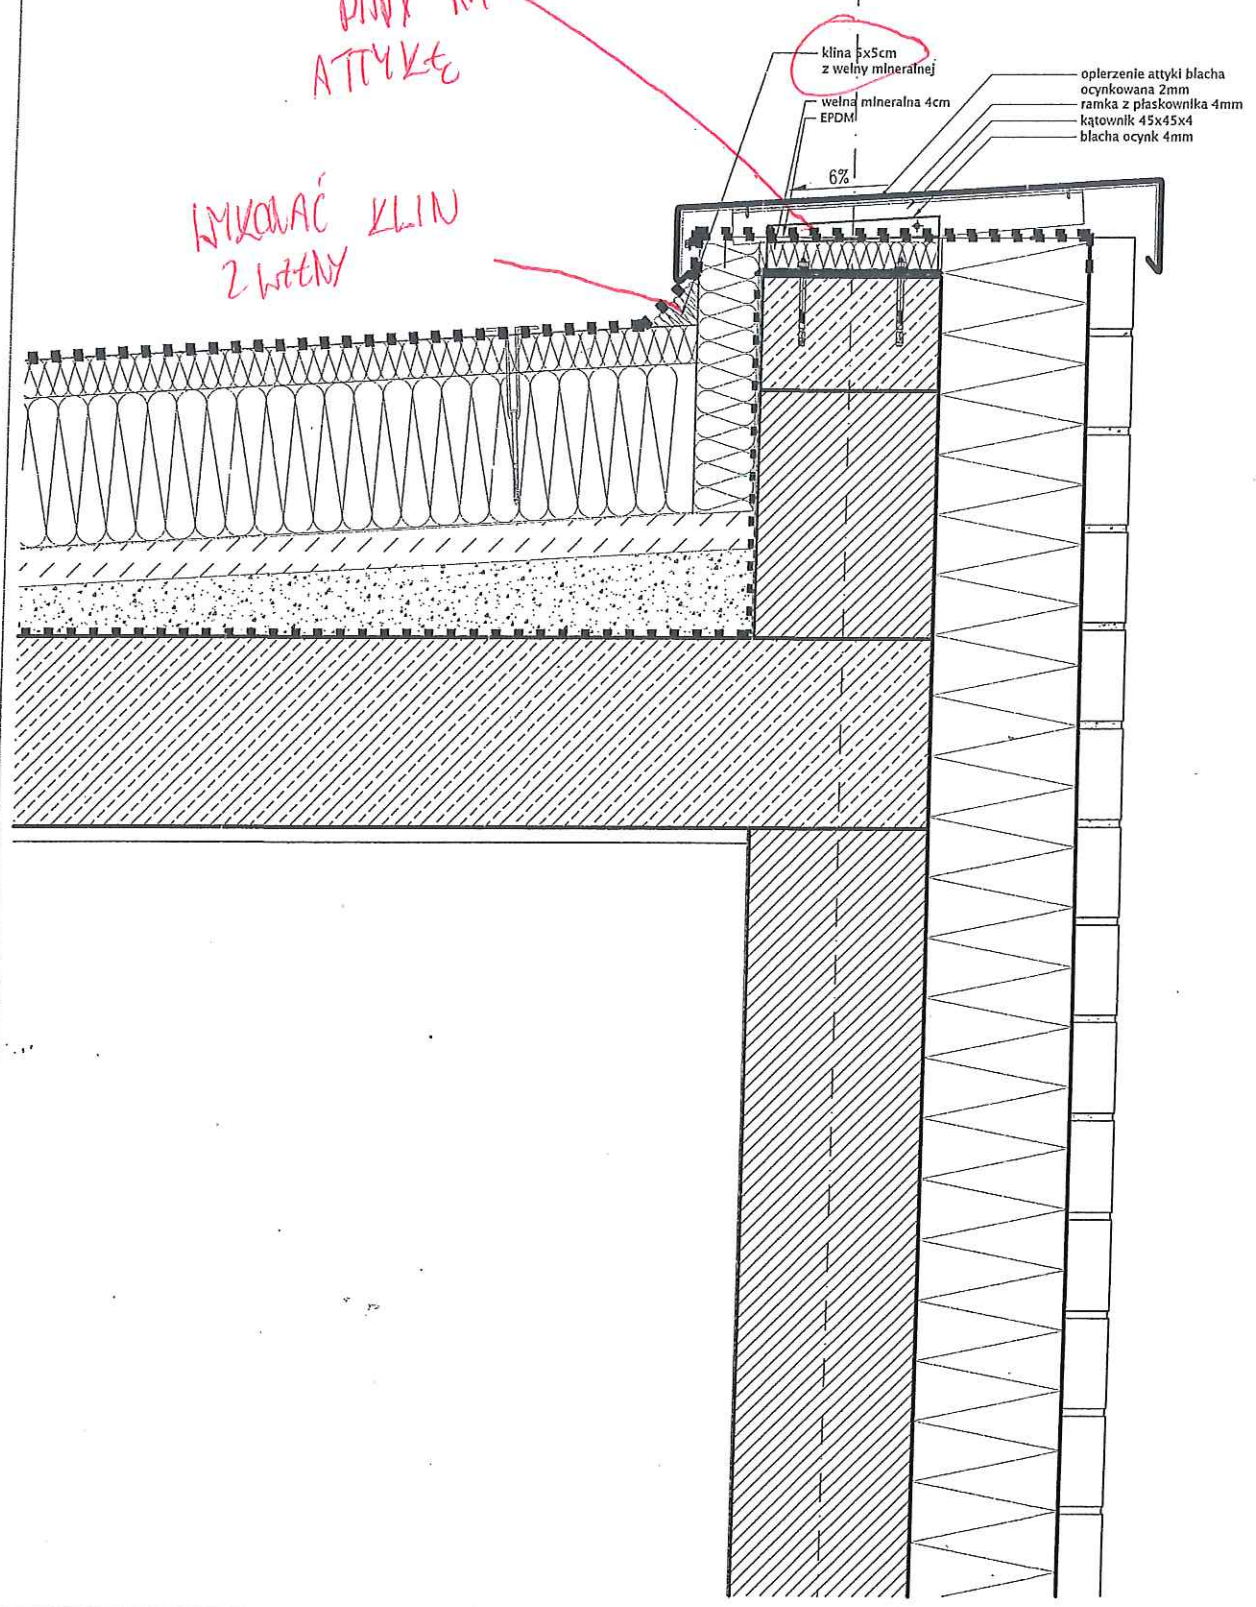 ATTYKĘ
WYKONAĆ KLIN
Z WEŁNY
klina 5x5cm
z wełny mineralnej
wełna mineralna 4cm
EPDM
opierzenie attyki blacha
ocynkowana 2mm
ramka z płaskownika 4mm
kątownik 45x45x4
blacha ocynk 4mm
6%